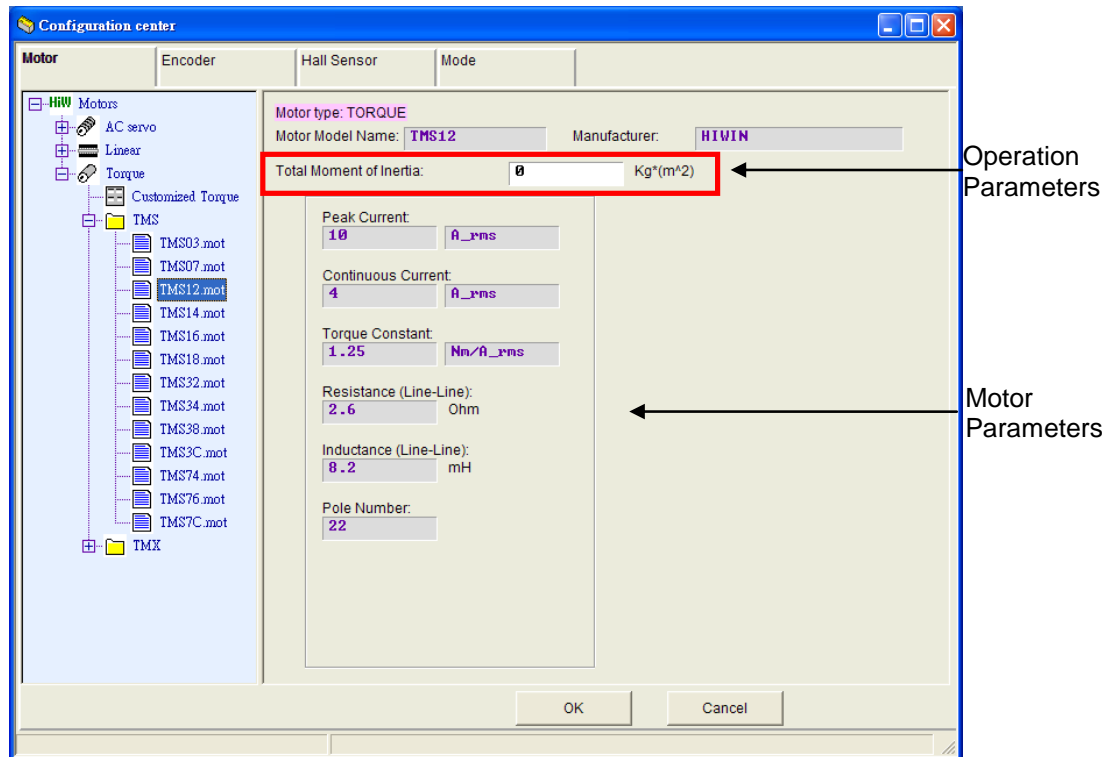 Configuration center
Motor Encoder Hall Sensor Mode
HiW Motors
AC servo
Linear
Torque
Customized Torque
TMS
TMS03.mot
TMS07.mot
TMS12.mot
TMS14.mot
TMS16.mot
TMS18.mot
TMS32.mot
TMS34.mot
TMS38.mot
TMS3C.mot
TMS74.mot
TMS76.mot
TMS7C.mot
TMX
Motor type: TORQUE
Motor Model Name: TMS12 Manufacturer: HIWIN
Total Moment of Inertia: 0 Kg*(m^2)
Peak Current:
10 A_rms
Continuous Current:
4 A_rms
Torque Constant:
1.25 Nm/A_rms
Resistance (Line-Line):
2.6 Ohm
Inductance (Line-Line):
8.2 mH
Pole Number:
22
OK Cancel
Operation
Parameters
Motor
Parameters